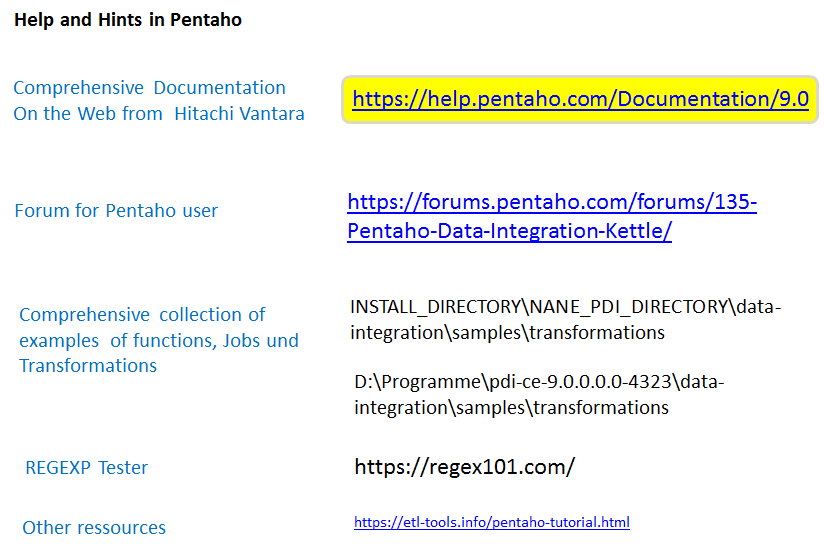 Help and Hints in Pentaho
Comprehensive Documentation
On the Web from Hitachi Vantara
https://help.pentaho.com/Documentation/9.0
Forum for Pentaho user
https://forums.pentaho.com/forums/135-
Pentaho-Data-Integration-Kettle/
Comprehensive collection of
examples of functions, Jobs und
Transformations
INSTALL_DIRECTORY\NANE_PDI_DIRECTORY\data-
integration\samples\transformations
D:\Programme\pdi-ce-9.0.0.0.0-4323\data-
integration\samples\transformations
REGEXP Tester
https://regex101.com/
Other ressources
https://etl-tools.info/pentaho-tutorial.html